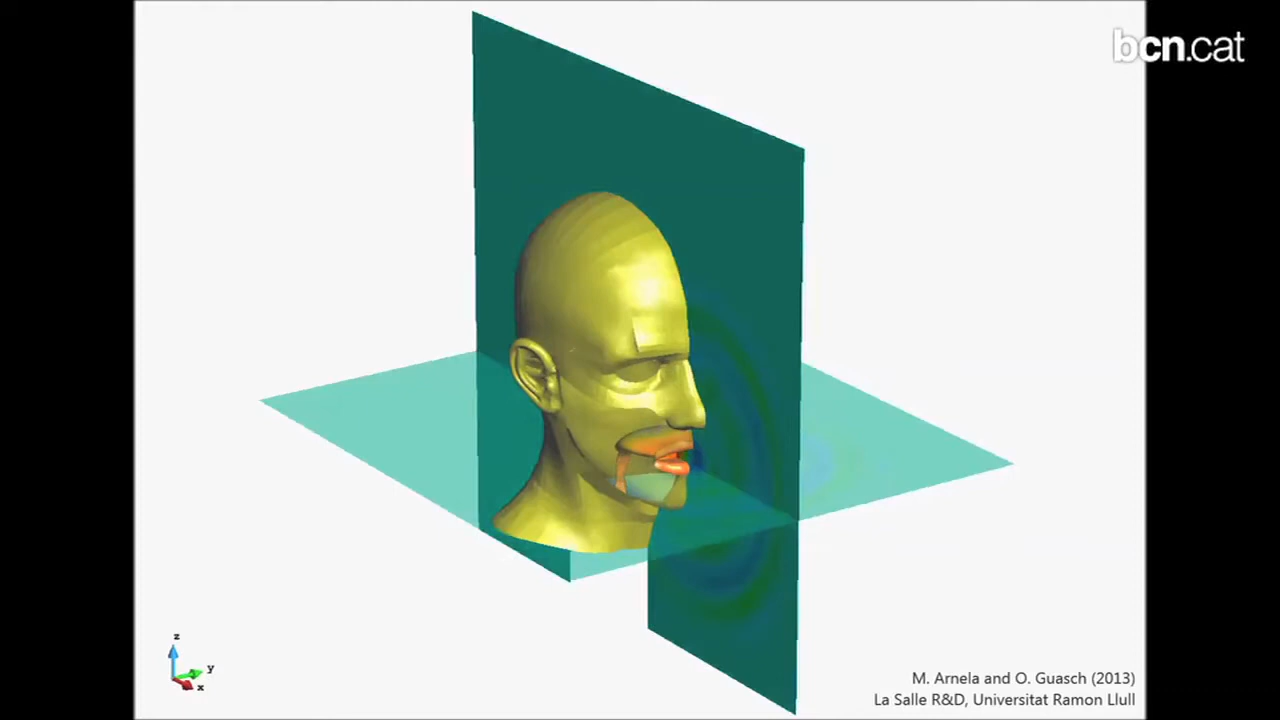 bcn.cat
z
y
x
M. Arnela and O. Guasch (2013)
La Salle R&D, Universitat Ramon Llull